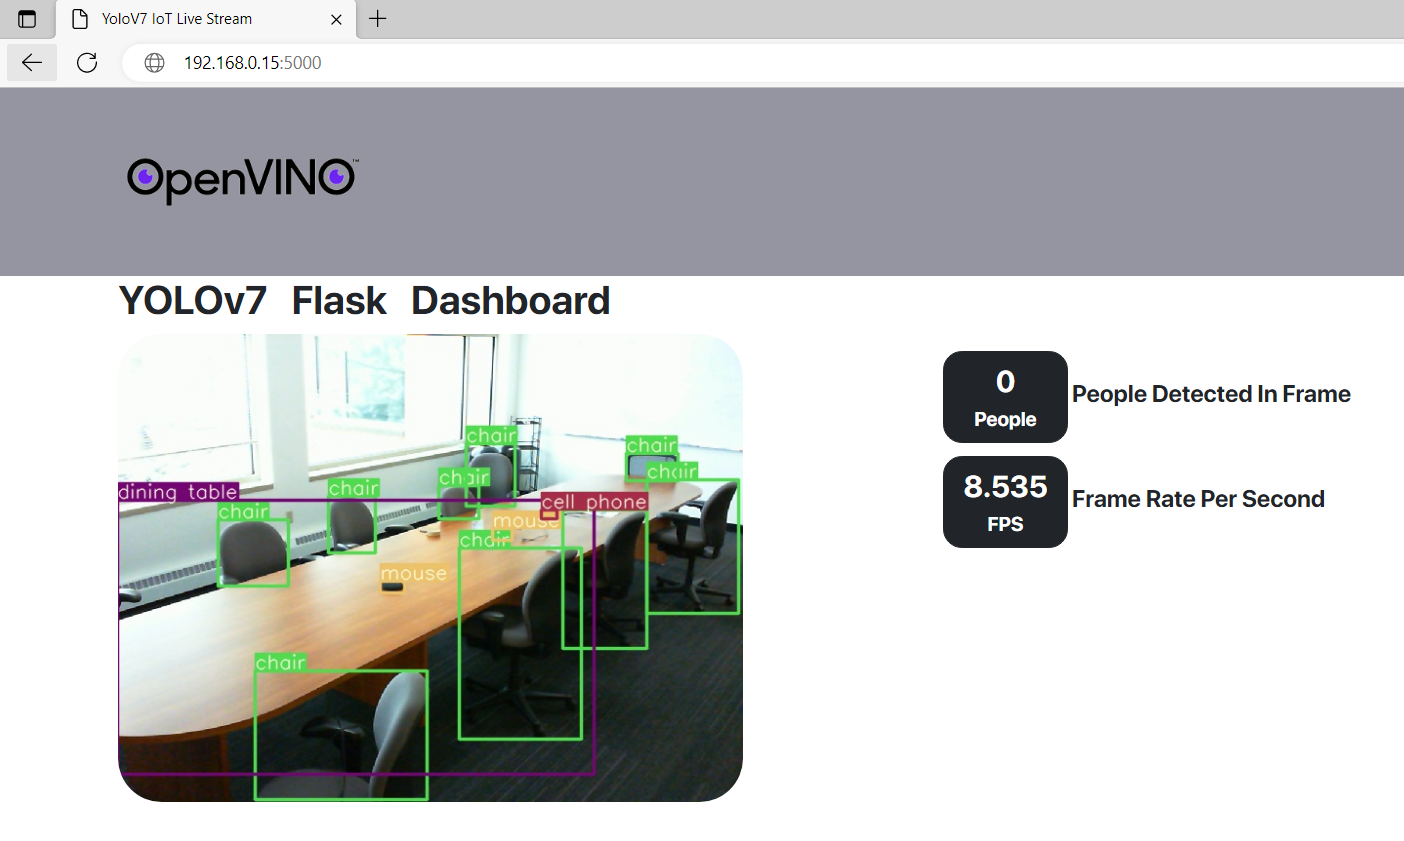 YoloV7 IoT Live Stream
192.168.0.15:5000
OpenVINO™
YOLOv7 Flask Dashboard
chair
chair
chair
chair
dining table
chair
cell phone
chair
mouse
chair
mouse
chair
0
People
People Detected In Frame
8.535
FPS
Frame Rate Per Second